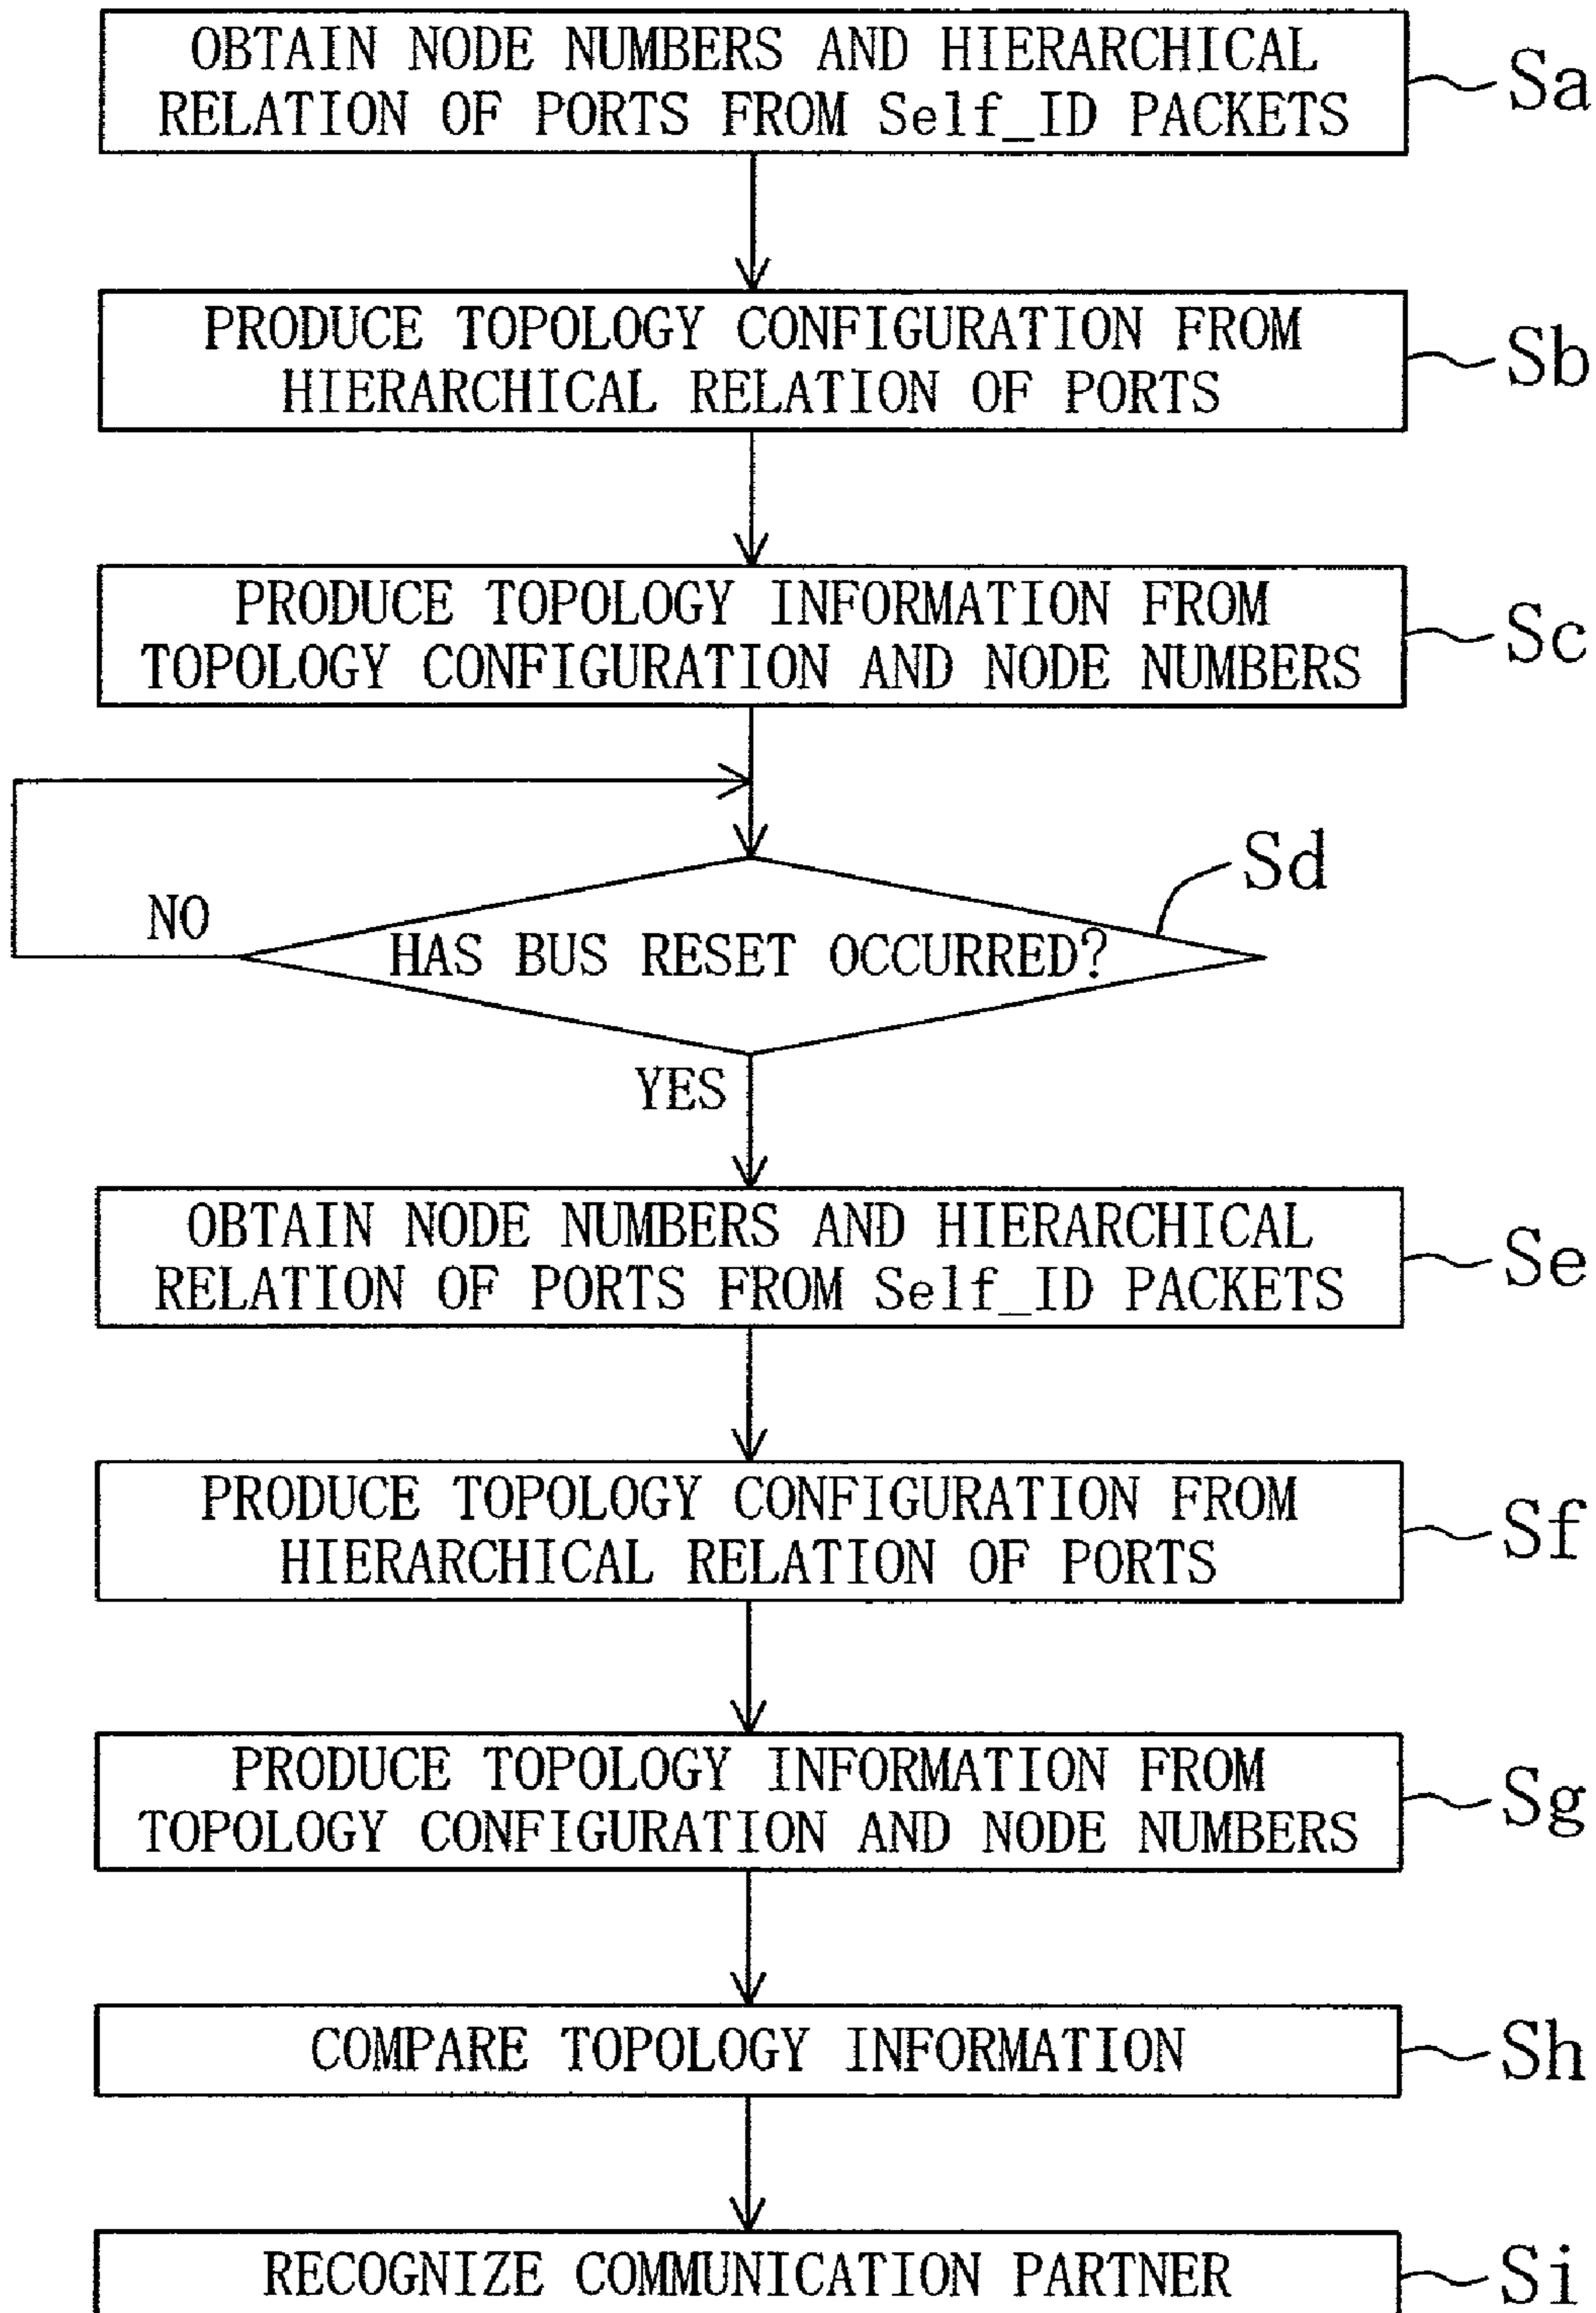 OBTAIN NODE NUMBERS AND HIERARCHICAL
RELATION OF PORTS FROM Self_ID PACKETS
Sa
PRODUCE TOPOLOGY CONFIGURATION FROM
HIERARCHICAL RELATION OF PORTS
Sb
PRODUCE TOPOLOGY INFORMATION FROM
TOPOLOGY CONFIGURATION AND NODE NUMBERS
Sc
Sd
NO
HAS BUS RESET OCCURRED?
YES
OBTAIN NODE NUMBERS AND HIERARCHICAL
RELATION OF PORTS FROM Self_ID PACKETS
Se
PRODUCE TOPOLOGY CONFIGURATION FROM
HIERARCHICAL RELATION OF PORTS
Sf
PRODUCE TOPOLOGY INFORMATION FROM
TOPOLOGY CONFIGURATION AND NODE NUMBERS
Sg
COMPARE TOPOLOGY INFORMATION
Sh
RECOGNIZE COMMUNICATION PARTNER
Si